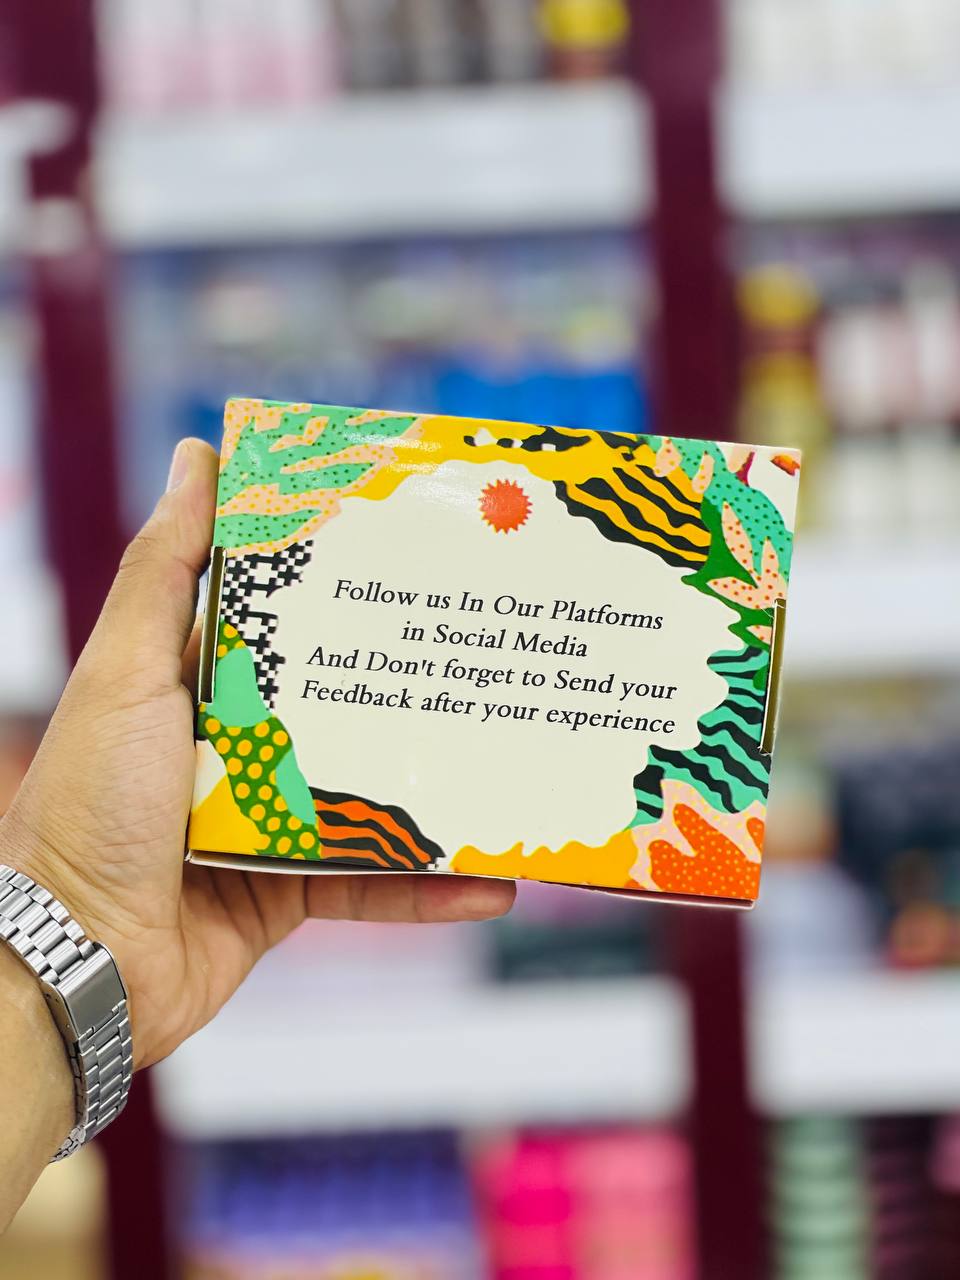 Follow us In Our Platforms
in Social Media
And Don't forget to Send your
Feedback after your experience